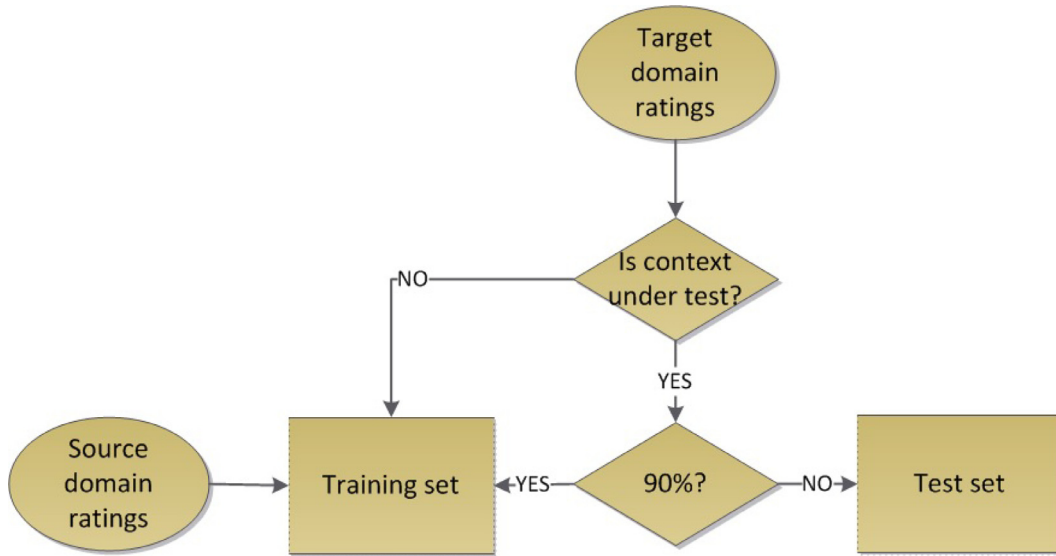 Target
domain
ratings
Is context
under test?
NO
YES
Source
domain
ratings
Training set
YES
90%?
NO
Test set